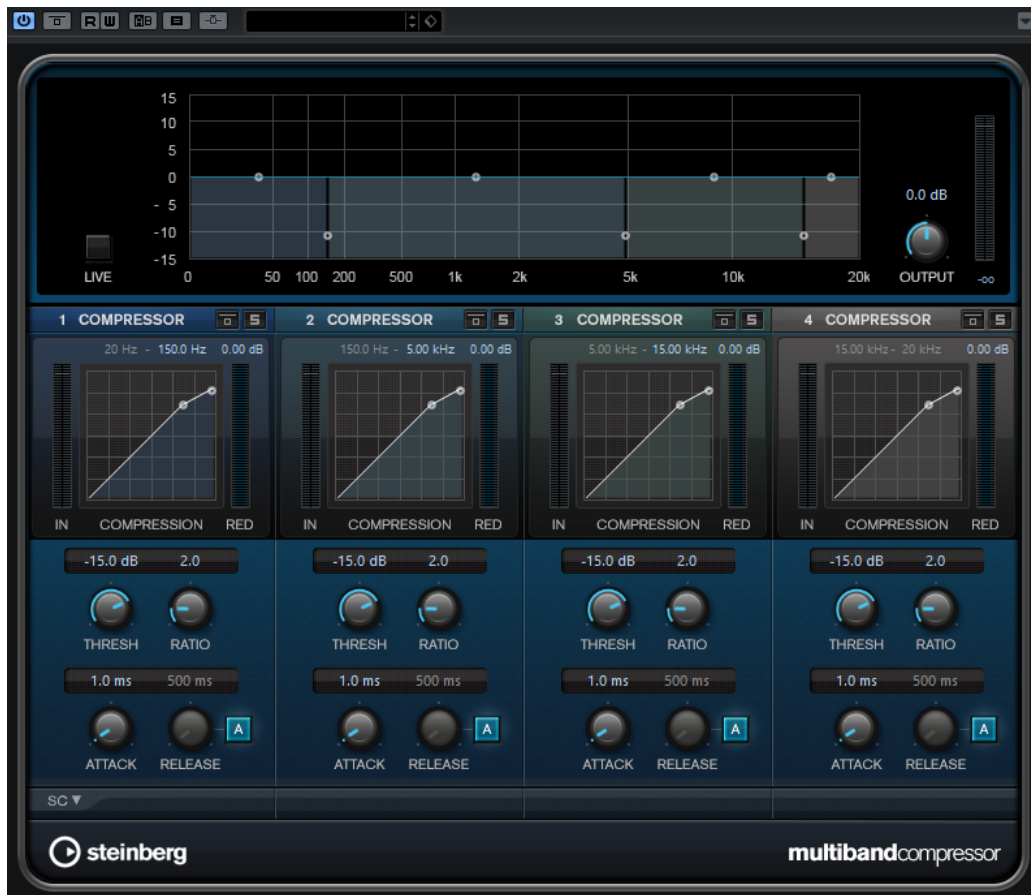 R W A B
15
10
5
0
- 5
- 10
- 15
0 50 100 200 500 1k 2k 5k 10k 20k
LIVE
0.0 dB
OUTPUT
-∞
1 COMPRESSOR S 2 COMPRESSOR S 3 COMPRESSOR S 4 COMPRESSOR S
20 Hz - 150.0 Hz 0.00 dB 150.0 Hz - 5.00 kHz 0.00 dB 5.00 kHz - 15.00 kHz 0.00 dB 15.00 kHz - 20 kHz 0.00 dB
IN COMPRESSION RED IN COMPRESSION RED IN COMPRESSION RED IN COMPRESSION RED
-15.0 dB 2.0 -15.0 dB 2.0 -15.0 dB 2.0 -15.0 dB 2.0
THRESH RATIO THRESH RATIO THRESH RATIO THRESH RATIO
1.0 ms 500 ms 1.0 ms 500 ms 1.0 ms 500 ms 1.0 ms 500 ms
A A A A
ATTACK RELEASE ATTACK RELEASE ATTACK RELEASE ATTACK RELEASE
SC ▼
steinberg multibandcompressor